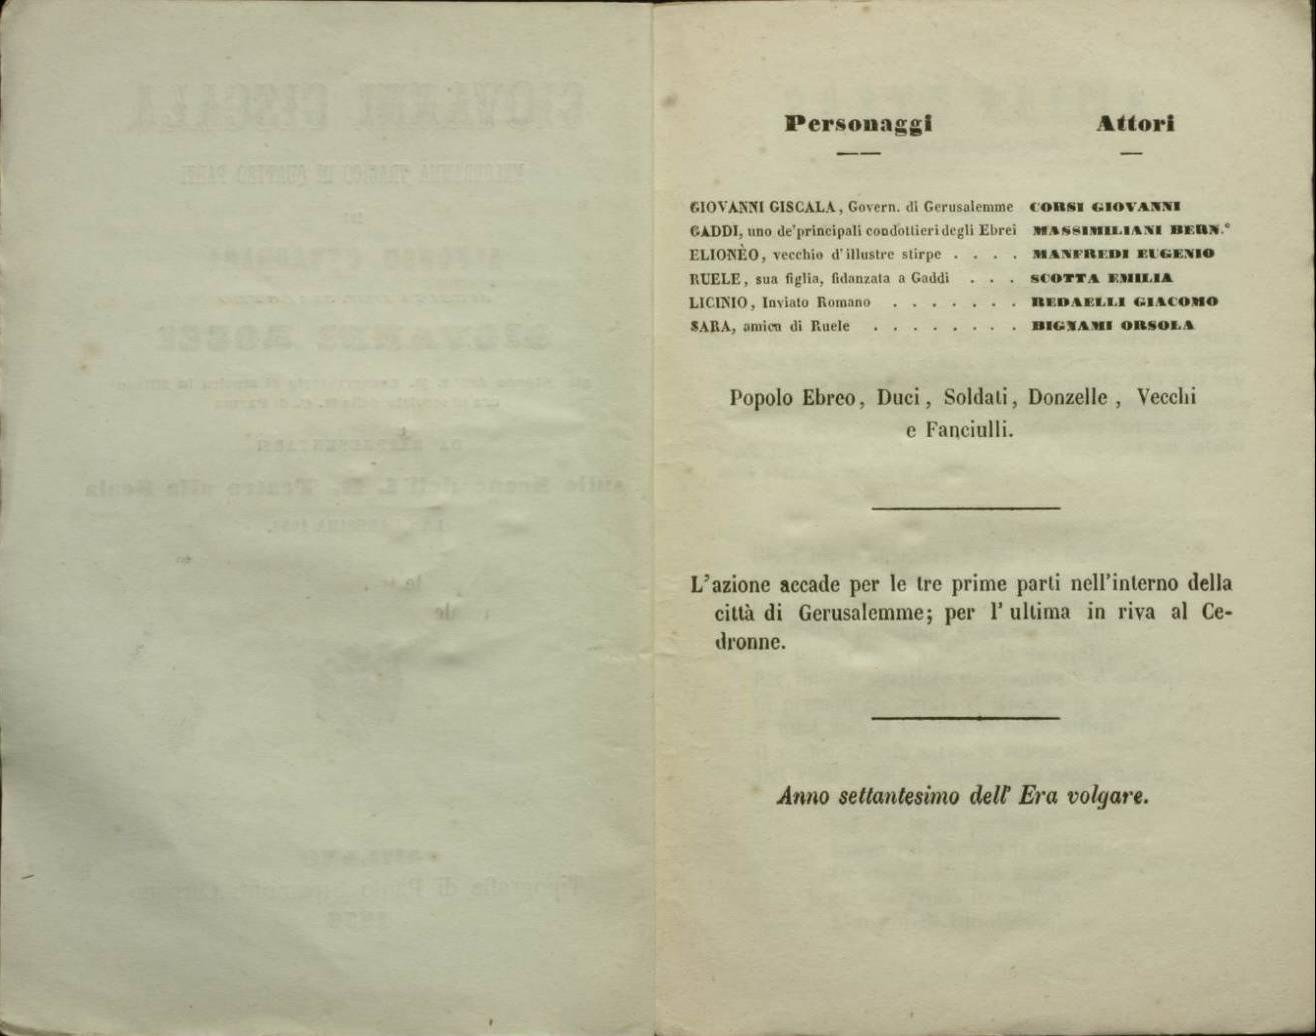 Personaggi Attori
GIOVANNI GISCALA, Govern. di Gerusalemme CORSI GIOVANNI
GADDI, uno de'principali condottieri degli Ebrei MASSIMILIANI BERN.°
ELIONÈO, vecchio d'illustre stirpe . . . . MANFREDI EUGENIO
RUELE, sua figlia, fidanzata a Gaddi . . . SCOTTA EMILIA
LICINIO, Inviato Romano . . . . . . . REDAELLI GIACOMO
SARA, amica di Ruele . . . . . . . . BIGNAMI ORSOLA
Popolo Ebreo, Duci, Soldati, Donzelle, Vecchi
e Fanciulli.
L'azione accade per le tre prime parti nell'interno della
città di Gerusalemme; per l'ultima in riva al Ce-
dronne.
Anno settantesimo dell'Era volgare.